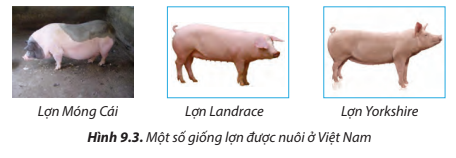 Lợn Móng Cái Lợn Landrace Lợn Yorkshire
Hình 9.3. Một số giống lợn được nuôi ở Việt Nam